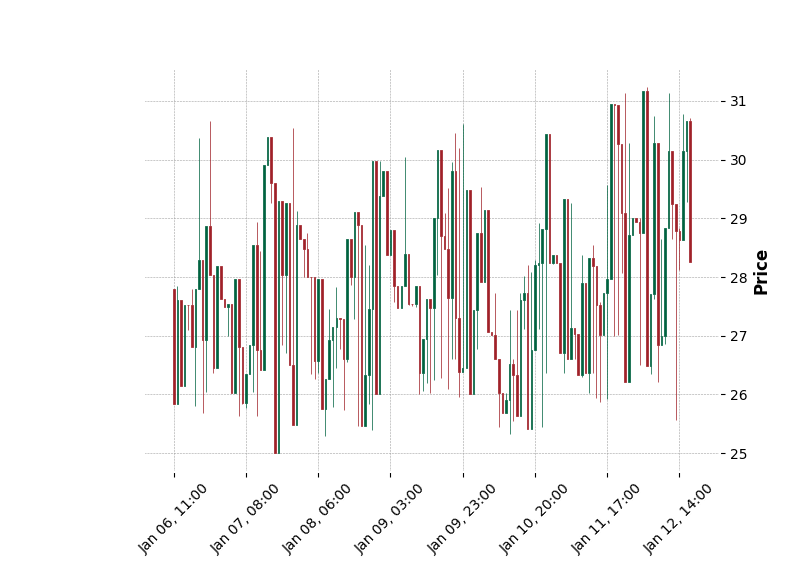 31
30
29
28
27
26
25
Price
Jan 06, 11:00
Jan 07, 08:00
Jan 08, 06:00
Jan 09, 03:00
Jan 09, 23:00
Jan 10, 20:00
Jan 11, 17:00
Jan 12, 14:00